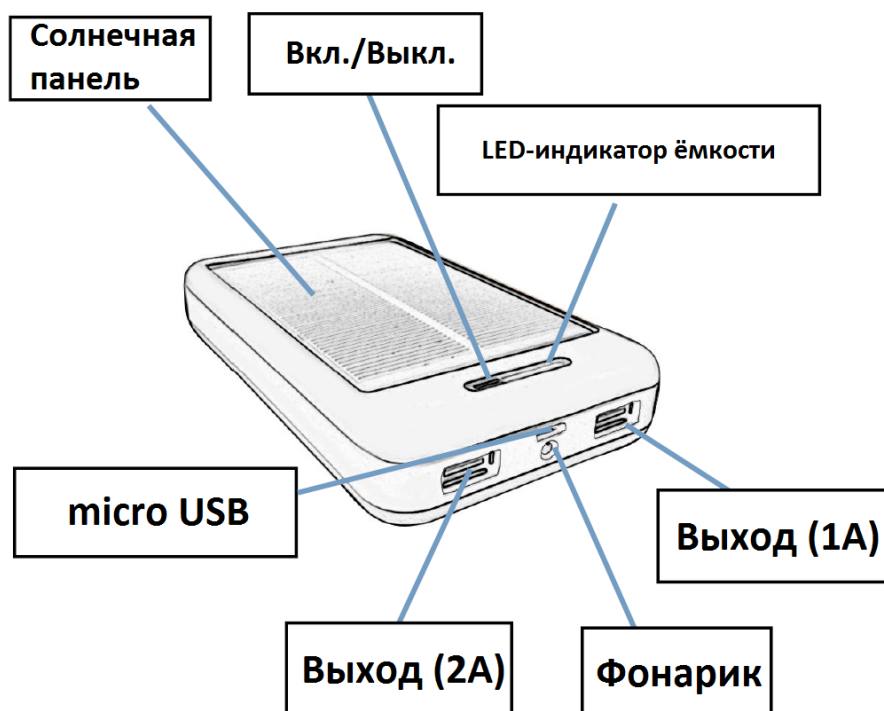 Солнечная
панель
Вкл./Выкл.
LED-индикатор ёмкости
micro USB
Выход (1А)
Выход (2А)
Фонарик